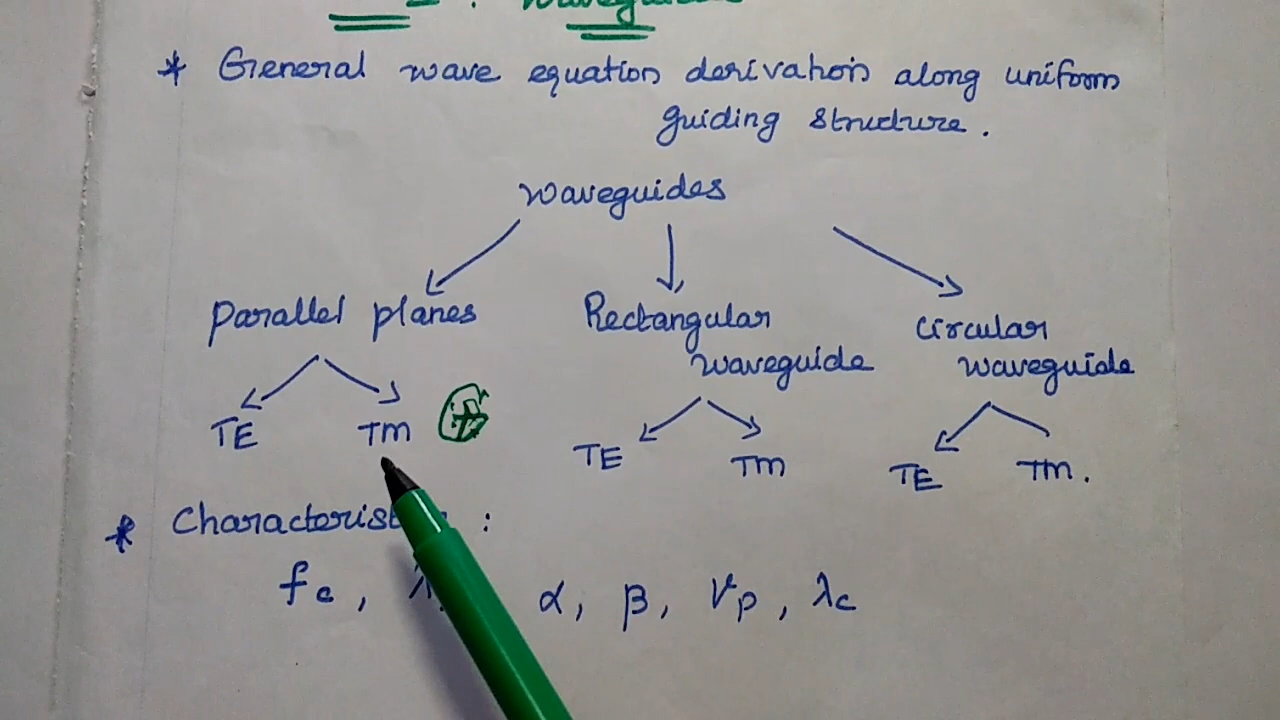 * General wave equation derivation along uniform
guiding structure.
Waveguides
Parallel planes
Rectangular waveguide
Circular waveguide
TE TM
TE TM
TE TM.
* :
fc, α, β, Vp, λc